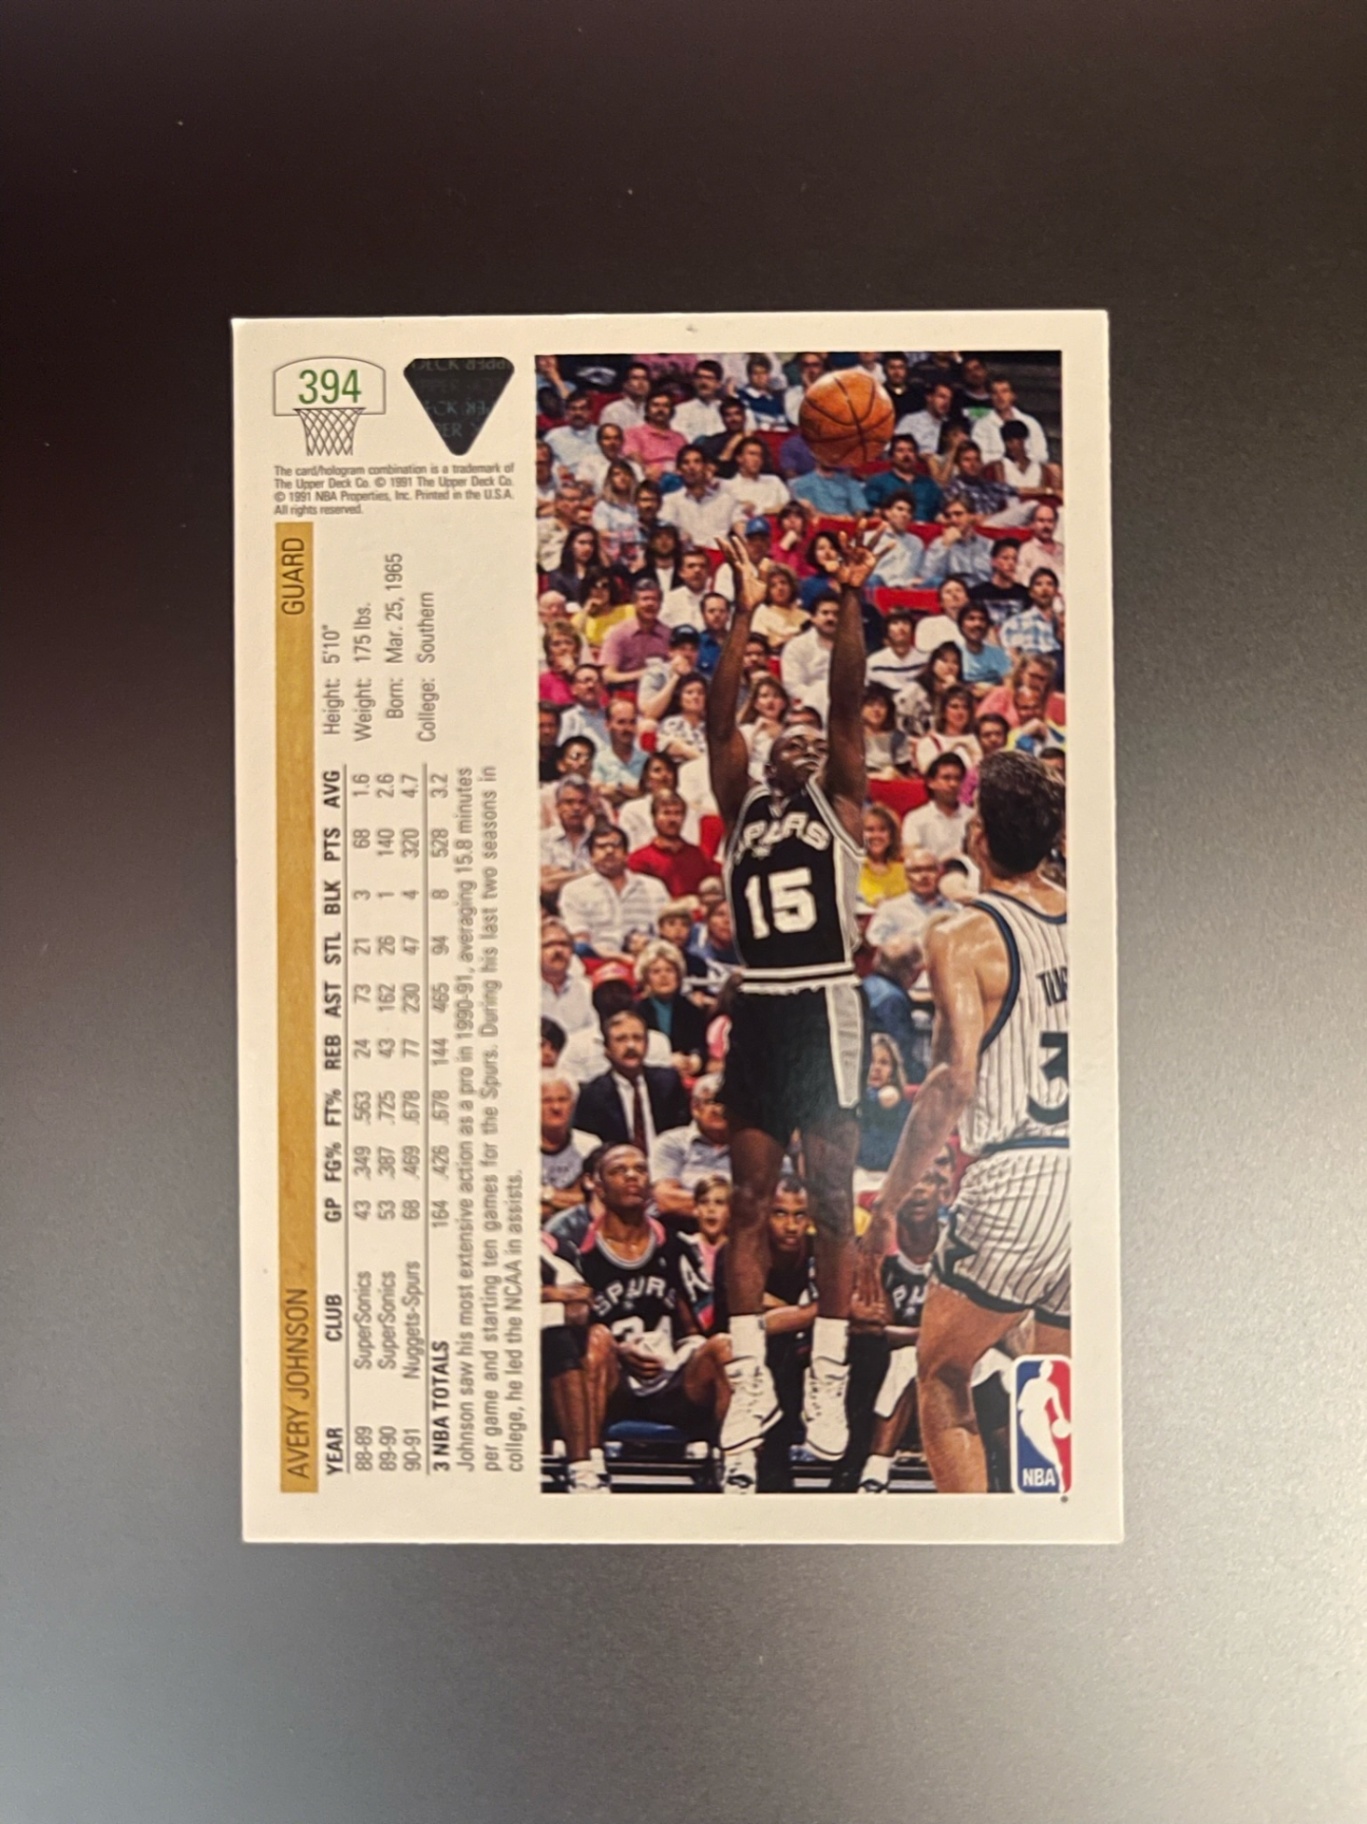 394
The card/hologram combination is a trademark of
The Upper Deck Co. © 1991 The Upper Deck Co.
© 1991 NBA Properties, Inc. Printed in the U.S.A.
All rights reserved.
AVERY JOHNSON GUARD
YEAR CLUB GP FG% FT% REB AST STL BLK PTS AVG
88-89 SuperSonics 43 .349 .563 24 73 21 3 68 1.6
89-90 SuperSonics 53 .387 .725 43 162 26 1 140 2.6
90-91 Nuggets-Spurs 68 .469 .678 77 230 47 4 320 4.7
3 NBA TOTALS 164 .426 .678 144 465 94 8 528 3.2
Height: 5'10"
Weight: 175 lbs.
Born: Mar. 25, 1965
College: Southern
Johnson saw his most extensive action as a pro in 1990-91, averaging 15.8 minutes
per game and starting ten games for the Spurs. During his last two seasons in
college, he led the NCAA in assists.
SPURS
15
3
SPURS
NBA